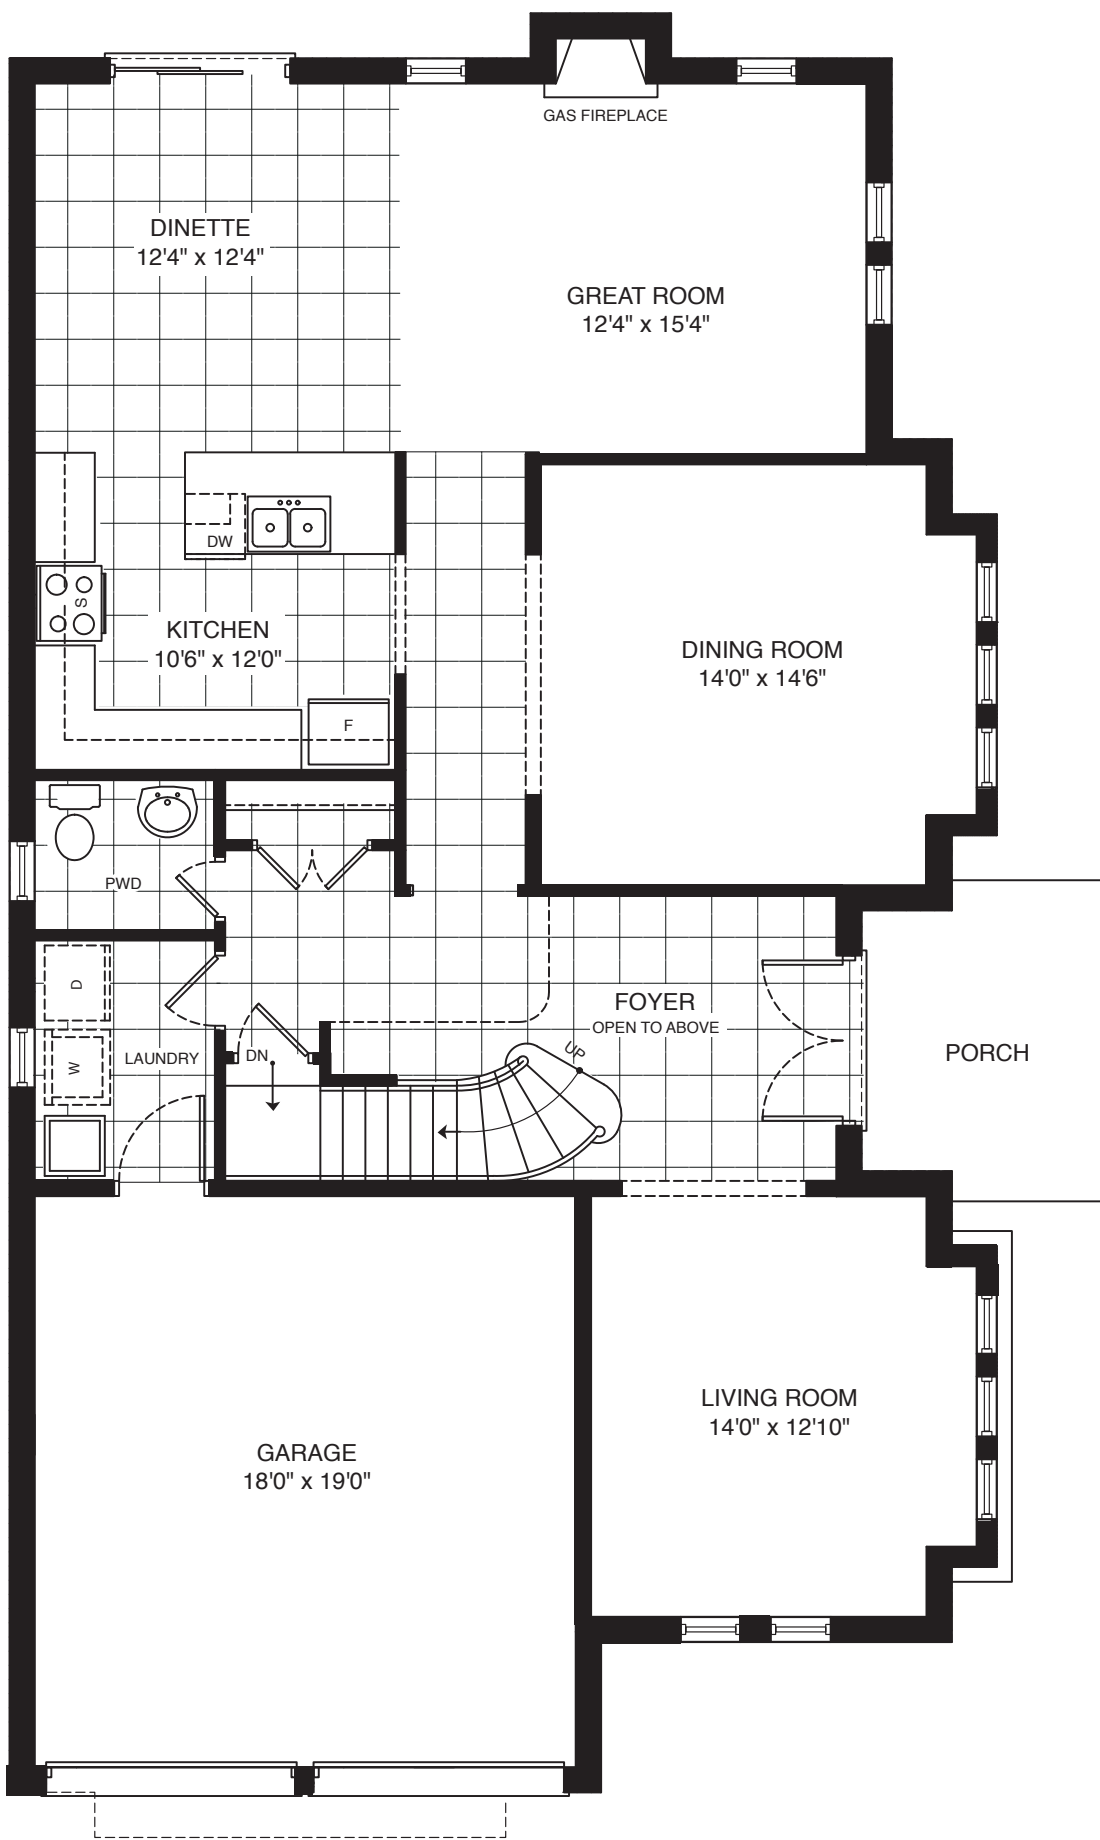 GAS FIREPLACE
DINETTE
12'4" x 12'4"
GREAT ROOM
12'4" x 15'4"
DW
S
KITCHEN
10'6" x 12'0"
DINING ROOM
14'0" x 14'6"
F
PWD
D
FOYER
OPEN TO ABOVE
W
LAUNDRY
DN
UP
PORCH
LIVING ROOM
14'0" x 12'10"
GARAGE
18'0" x 19'0"